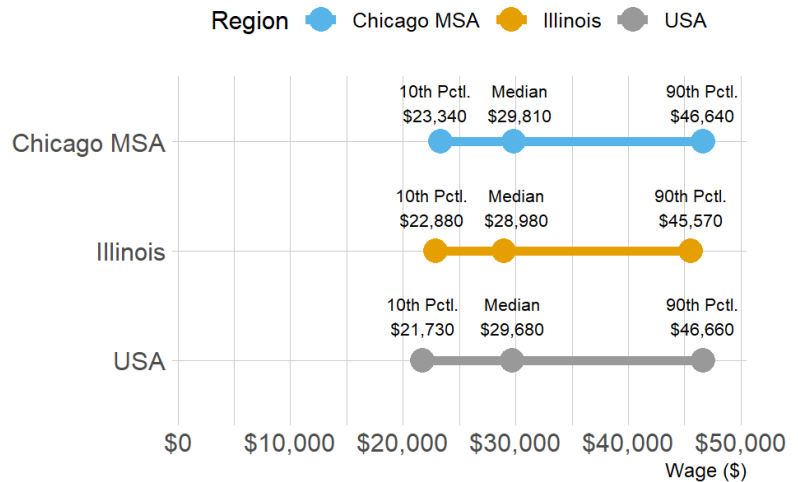 Region Chicago MSA Illinois USA
10th Pctl. Median 90th Pctl.
$23,340 $29,810 $46,640
Chicago MSA
10th Pctl. Median 90th Pctl.
$22,880 $28,980 $45,570
Illinois
10th Pctl. Median 90th Pctl.
$21,730 $29,680 $46,660
USA
$0 $10,000 $20,000 $30,000 $40,000 $50,000
Wage ($)